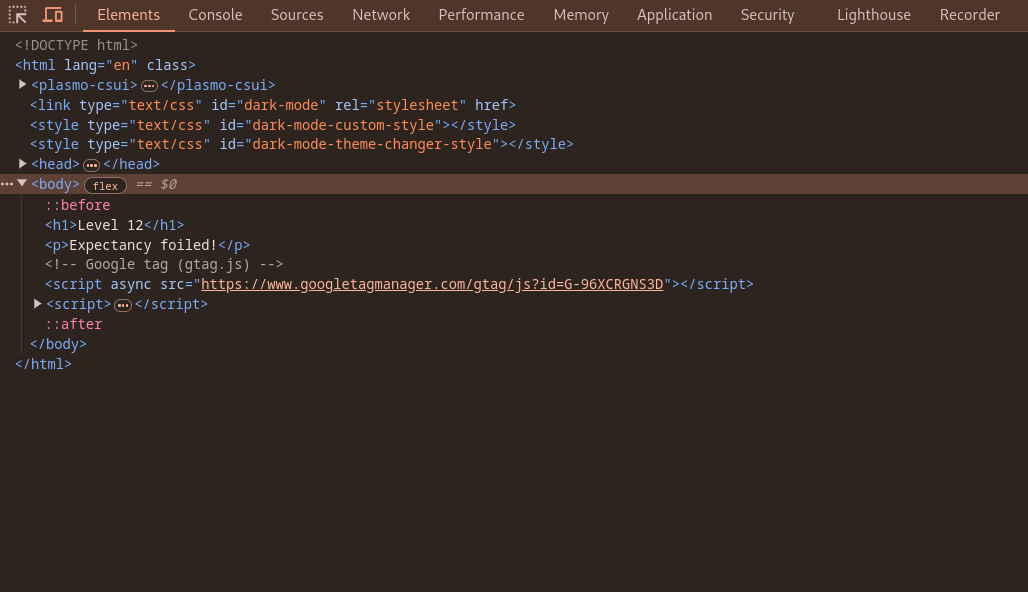 Elements Console Sources Network Performance Memory Application Security Lighthouse Recorder
<!DOCTYPE html>
<html lang="en" class>
<plasmo-csui>…</plasmo-csui>
<link type="text/css" id="dark-mode" rel="stylesheet" href>
<style type="text/css" id="dark-mode-custom-style"></style>
<style type="text/css" id="dark-mode-theme-changer-style"></style>
<head>…</head>
<body> flex == $0
::before
<h1>Level 12</h1>
<p>Expectancy foiled!</p>
<!-- Google tag (gtag.js) -->
<script async src="https://www.googletagmanager.com/gtag/js?id=G-96XCRGNS3D"></script>
<script>…</script>
::after
</body>
</html>